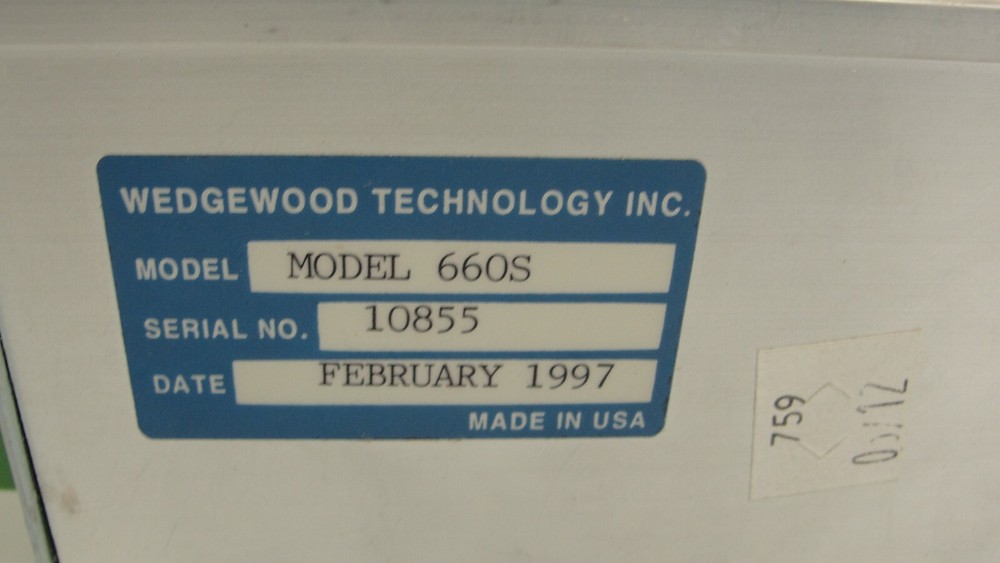 WEDGEWOOD TECHNOLOGY INC.
MODEL MODEL 660S
SERIAL NO. 10855
DATE FEBRUARY 1997
MADE IN USA
759